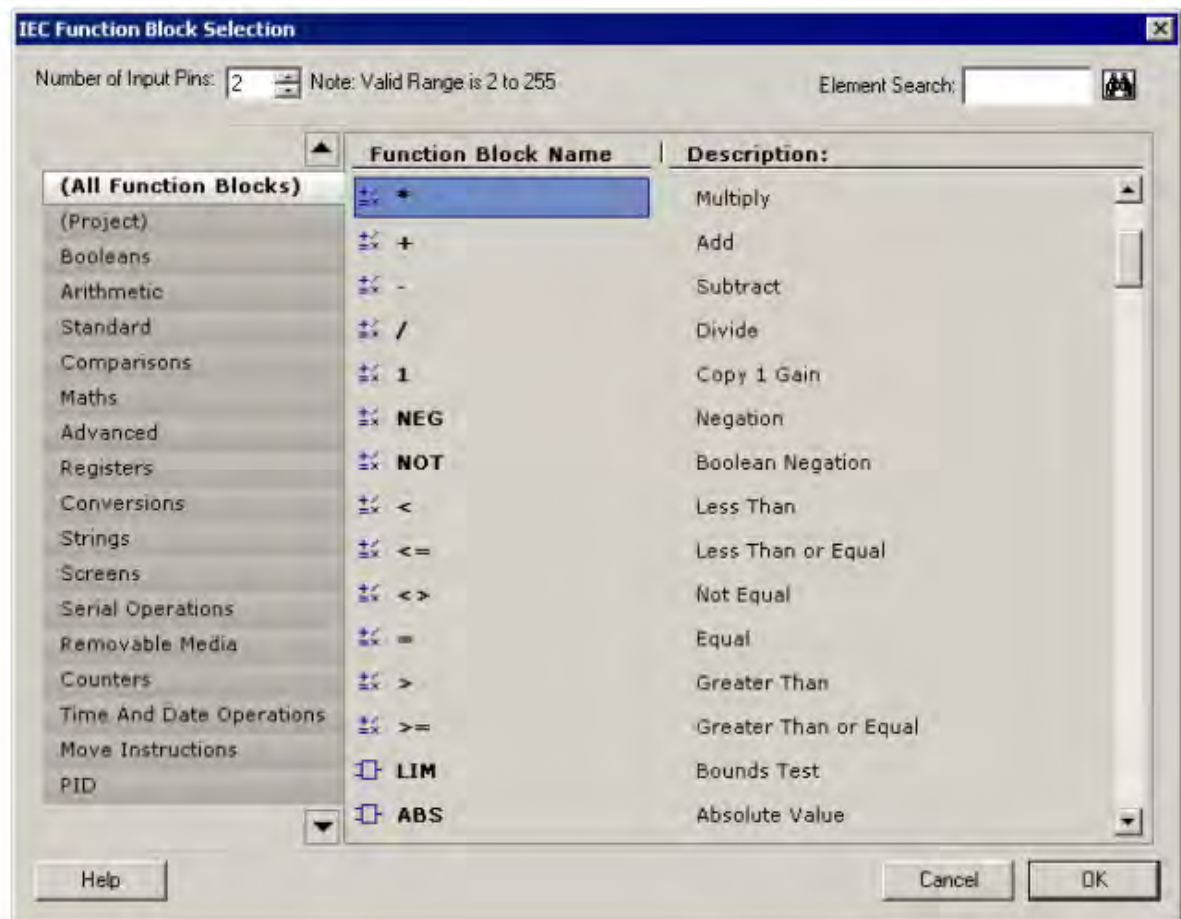 IEC Function Block Selection
Number of Input Pins: 2 Note: Valid Range is 2 to 255 Element Search:
Function Block Name Description:
(All Function Blocks)
(Project)
Booleans
Arithmetic
Standard
Comparisons
Maths
Advanced
Registers
Conversions
Strings
Screens
Serial Operations
Removable Media
Counters
Time And Date Operations
Move Instructions
PID
* Multiply
+ Add
- Subtract
/ Divide
1 Copy 1 Gain
NEG Negation
NOT Boolean Negation
< Less Than
<= Less Than or Equal
<> Not Equal
= Equal
> Greater Than
>= Greater Than or Equal
LIM Bounds Test
ABS Absolute Value
Help Cancel OK